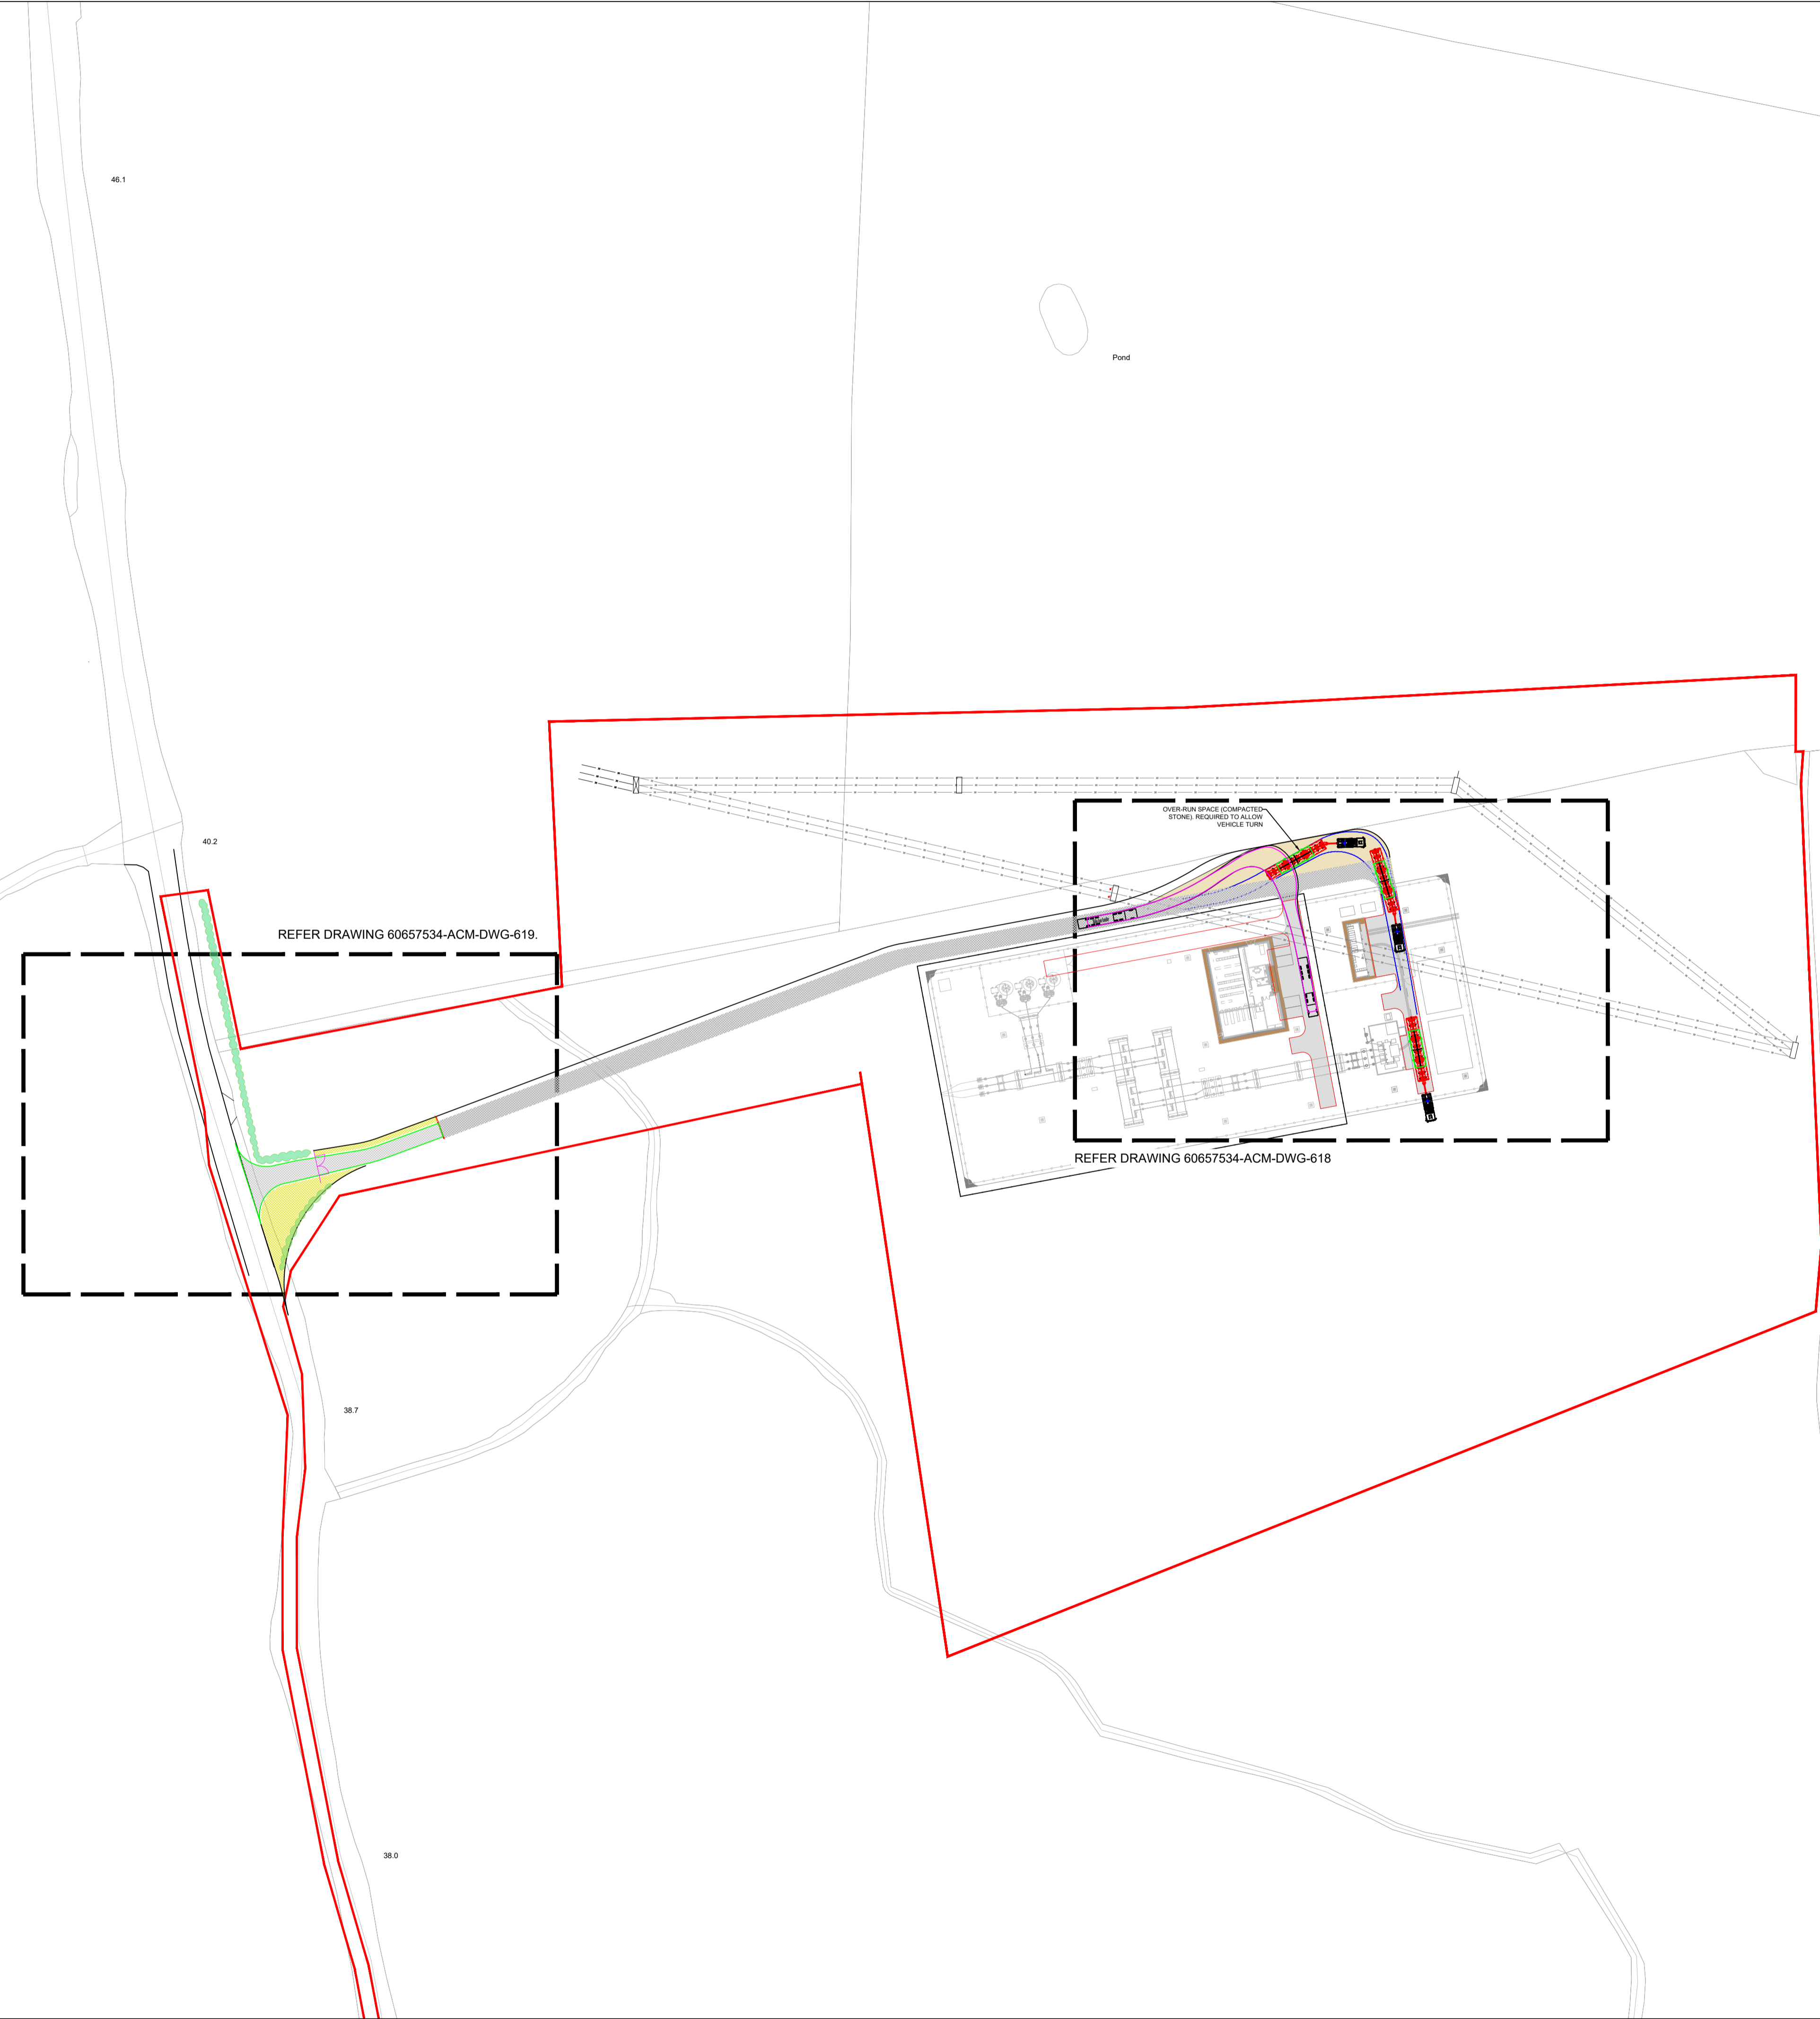 46.1
Pond
OVER-RUN SPACE (COMPACTED
STONE). REQUIRED TO ALLOW
VEHICLE TURN
40.2
REFER DRAWING 60657534-ACM-DWG-619.
REFER DRAWING 60657534-ACM-DWG-618
38.7
38.0